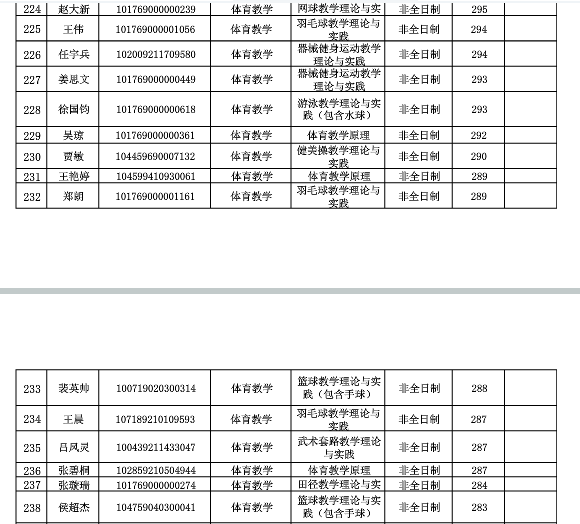 224 赵大新 101769000000239 体育教学 网球教学理论与实 非全日制 295
225 王伟 101769000001056 体育教学 羽毛球教学理论与实践 非全日制 294
226 任宇兵 102009211709580 体育教学 器械健身运动教学理论与实践 非全日制 294
227 姜思文 101769000000449 体育教学 器械健身运动教学理论与实践 非全日制 293
228 徐国钧 101769000000618 体育教学 游泳教学理论与实践（包含水球） 非全日制 293
229 吴琼 101769000000361 体育教学 体育教学原理 非全日制 292
230 贾敏 104459690007132 体育教学 健美操教学理论与实践 非全日制 290
231 王艳婷 104599410930061 体育教学 体育教学原理 非全日制 289
232 郑朗 101769000001161 体育教学 羽毛球教学理论与实践 非全日制 289
233 裴英帅 100719020300314 体育教学 篮球教学理论与实践（包含手球） 非全日制 288
234 王晨 107189210109593 体育教学 羽毛球教学理论与实践 非全日制 287
235 吕风灵 100439211433047 体育教学 武术套路教学理论与实践 非全日制 287
236 张碧桐 102859210504944 体育教学 体育教学原理 非全日制 287
237 张璇瑞 101769000000274 体育教学 田径教学理论与实 非全日制 284
238 侯超杰 104759040300041 体育教学 篮球教学理论与实践（包含手球） 非全日制 283